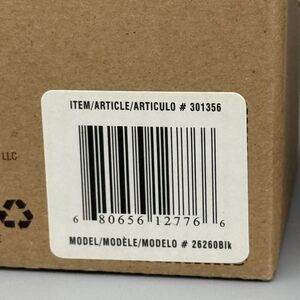 ITEM/ARTICLE/ARTICULO # 301356
LLC
6 80656 12776 6
MODEL/MODÈLE/MODELO # 26260Blk